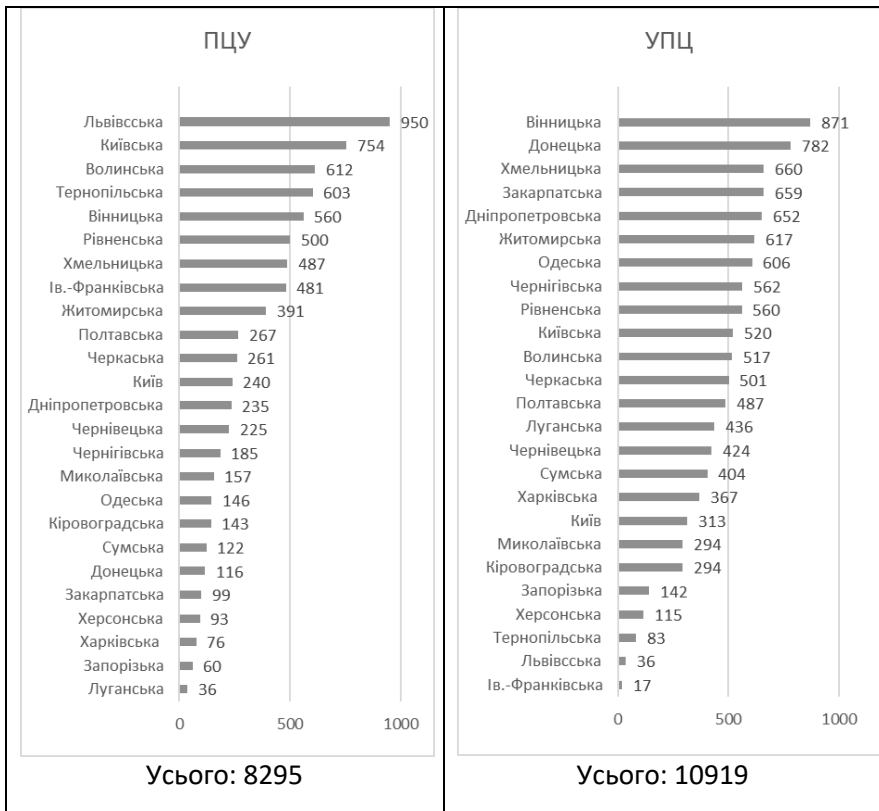 ПЦУ
Львівсська 950
Київська 754
Волинська 612
Тернопільська 603
Вінницька 560
Рівненська 500
Хмельницька 487
Ів.-Франківська 481
Житомирська 391
Полтавська 267
Черкаська 261
Київ 240
Дніпропетровська 235
Чернівецька 225
Чернігівська 185
Миколаївська 157
Одеська 146
Кіровоградська 143
Сумська 122
Донецька 116
Закарпатська 99
Херсонська 93
Харківська 76
Запорізька 60
Луганська 36
0 500 1000
Усього: 8295
УПЦ
Вінницька 871
Донецька 782
Хмельницька 660
Закарпатська 659
Дніпропетровська 652
Житомирська 617
Одеська 606
Чернігівська 562
Рівненська 560
Київська 520
Волинська 517
Черкаська 501
Полтавська 487
Луганська 436
Чернівецька 424
Сумська 404
Харківська 367
Київ 313
Миколаївська 294
Кіровоградська 294
Запорізька 142
Херсонська 115
Тернопільська 83
Львівсська 36
Ів.-Франківська 17
0 500 1000
Усього: 10919